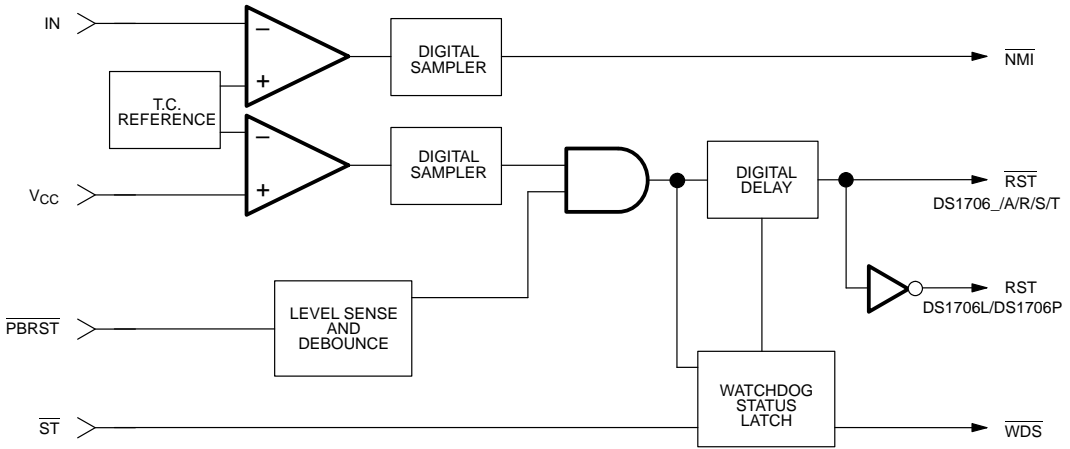 IN
−
+
DIGITAL
SAMPLER
NMI
T.C.
REFERENCE
−
+
DIGITAL
SAMPLER
VCC
DIGITAL
DELAY
RST
DS1706_/A/R/S/T
RST
DS1706L/DS1706P
PBRST
LEVEL SENSE
AND
DEBOUNCE
ST
WATCHDOG
STATUS
LATCH
WDS